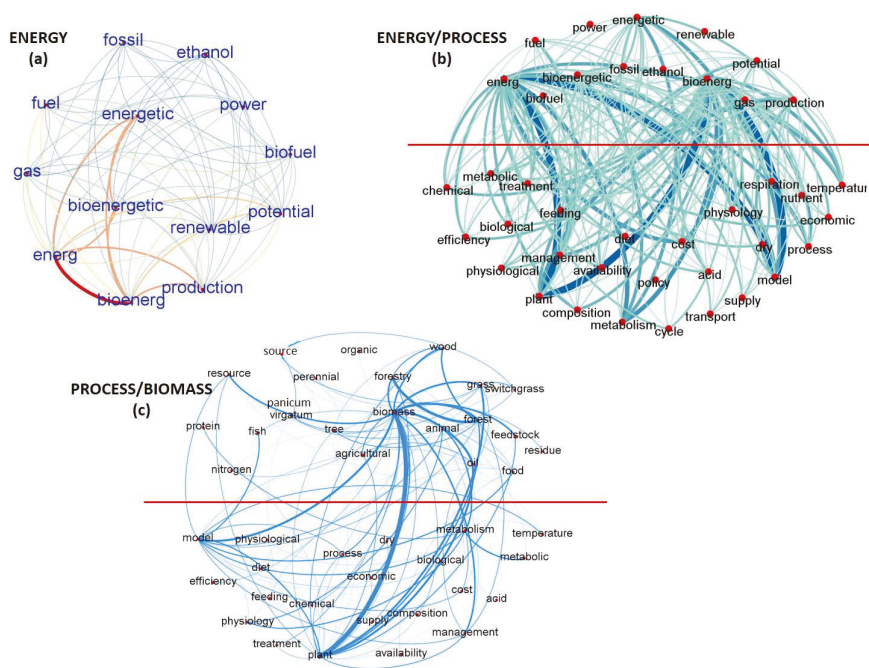 ENERGY
(a)
fossil
ethanol
fuel
energetic
power
biofuel
gas
bioenergetic
potential
renewable
energ
production
bioenerg
ENERGY/PROCESS
(b)
energetic
power
renewable
fuel
potential
fossil
bioenergetic
ethanol
energ
bioenerg
biofuel
gas
production
metabolic
chemical
treatment
respiration
temperatur
nutrient
feeding
physiology
economic
biological
efficiency
diet
cost
dry
process
management
physiological
availability
acid
model
policy
plant
supply
composition
transport
metabolism
cycle
PROCESS/BIOMASS
(c)
source
organic
wood
resource
perennial
forestry
grass
switchgrass
panicum
virgatum
biomass
protein
fish
tree
animal
forest
feedstock
residue
agricultural
oil
food
nitrogen
model
physiological
process
dry
metabolism
temperature
metabolic
biological
diet
economic
efficiency
feeding
chemical
cost
acid
physiology
supply
composition
management
treatment
plant
availability